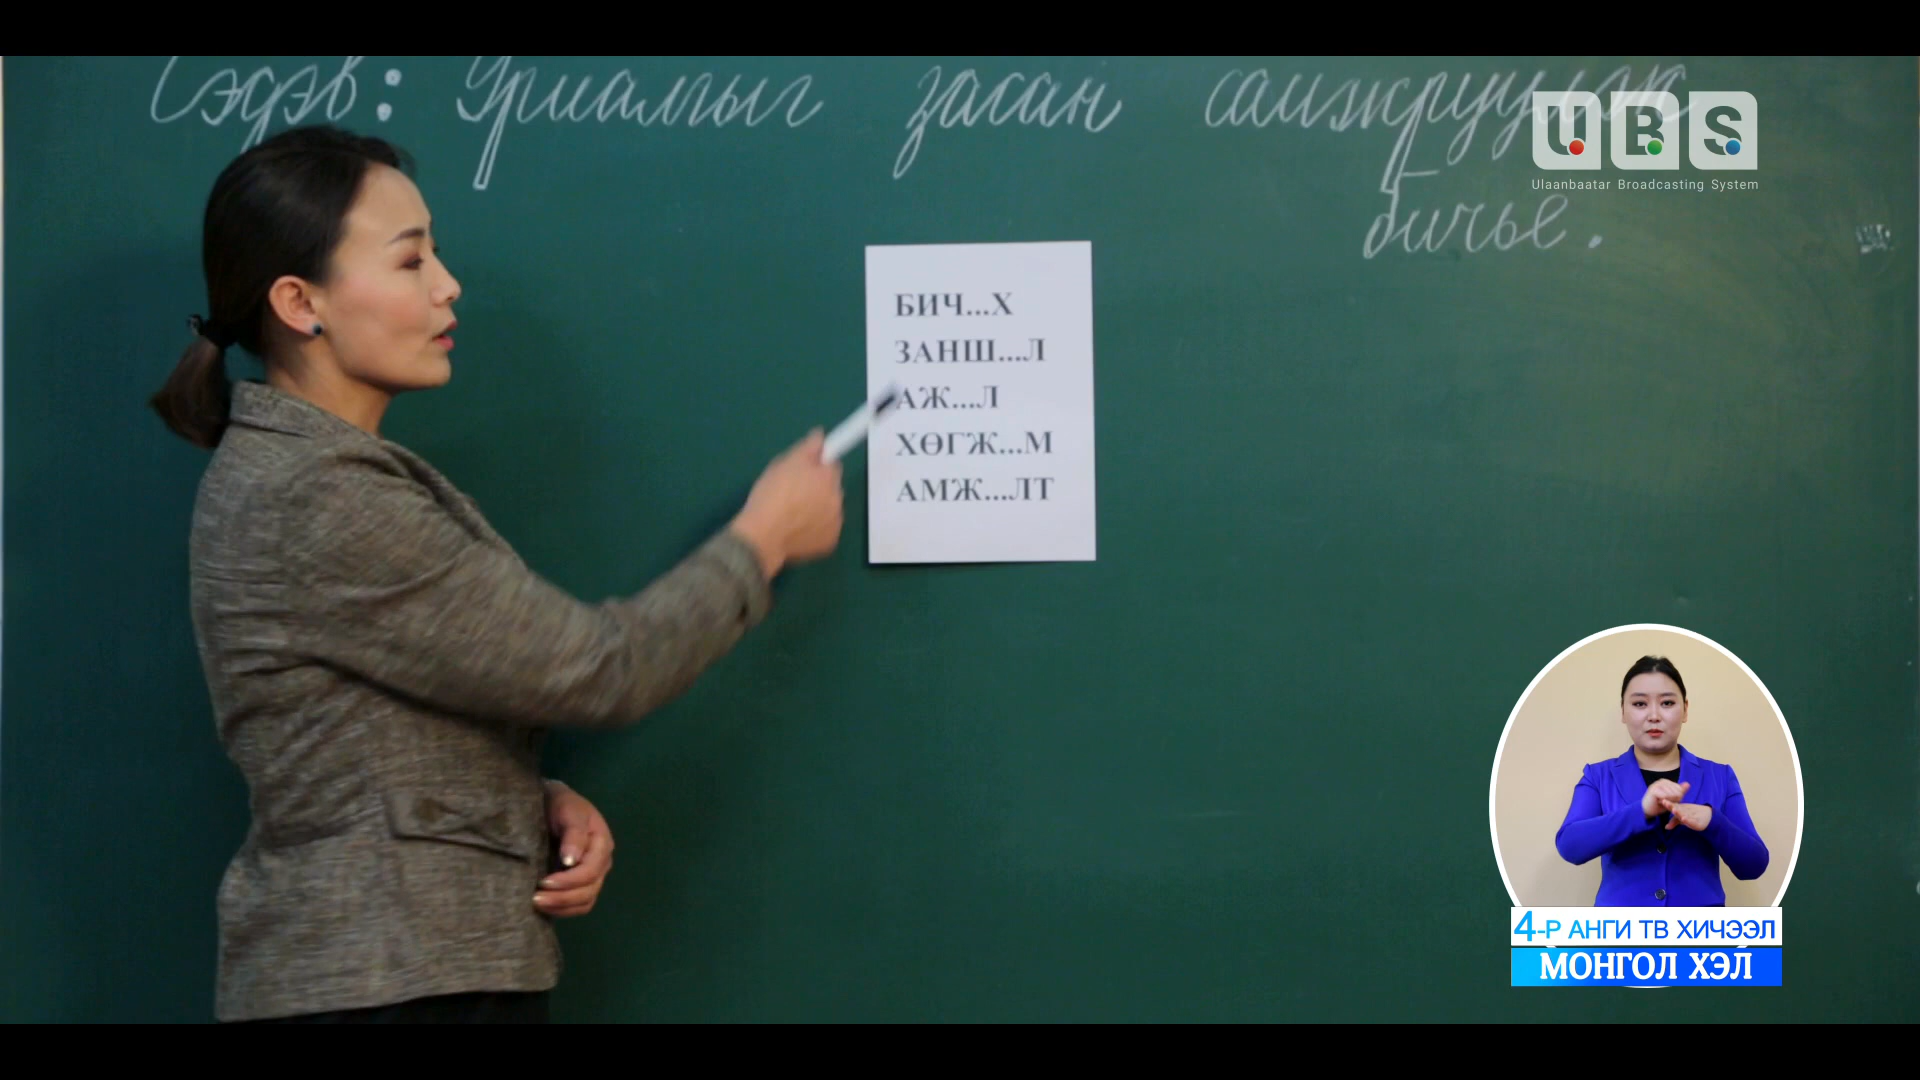 Сэдэв: Уриалгыг засан сайжруулж
бичье.
UBS
Ulaanbaatar Broadcasting System
БИЧ...Х
ЗАНШ...Л
АЖ...Л
ХӨГЖ...М
АМЖ...ЛТ
4-Р АНГИ ТВ ХИЧЭЭЛ
МОНГОЛ ХЭЛ